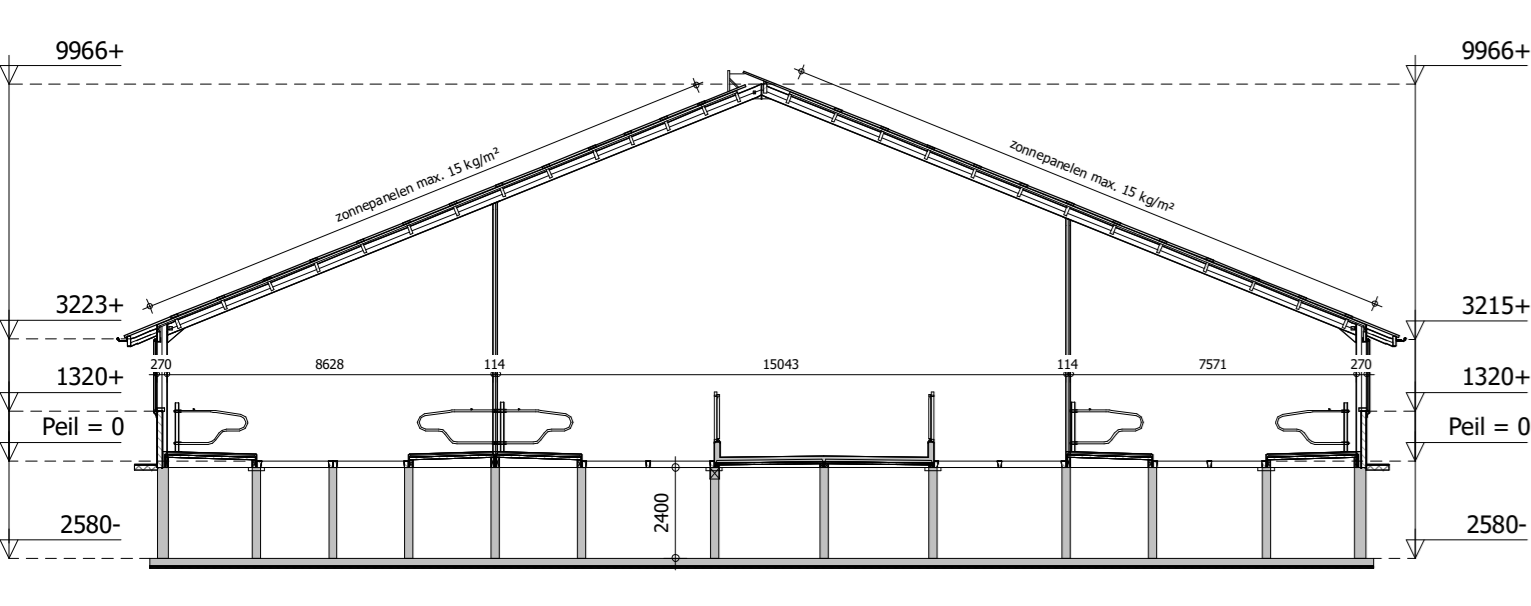 9966+
9966+
zonnepanelen max. 15 kg/m²
zonnepanelen max. 15 kg/m²
3223+
3215+
270 8628 114 15043 114 7571 270
1320+
1320+
Peil = 0
Peil = 0
2400
2580-
2580-